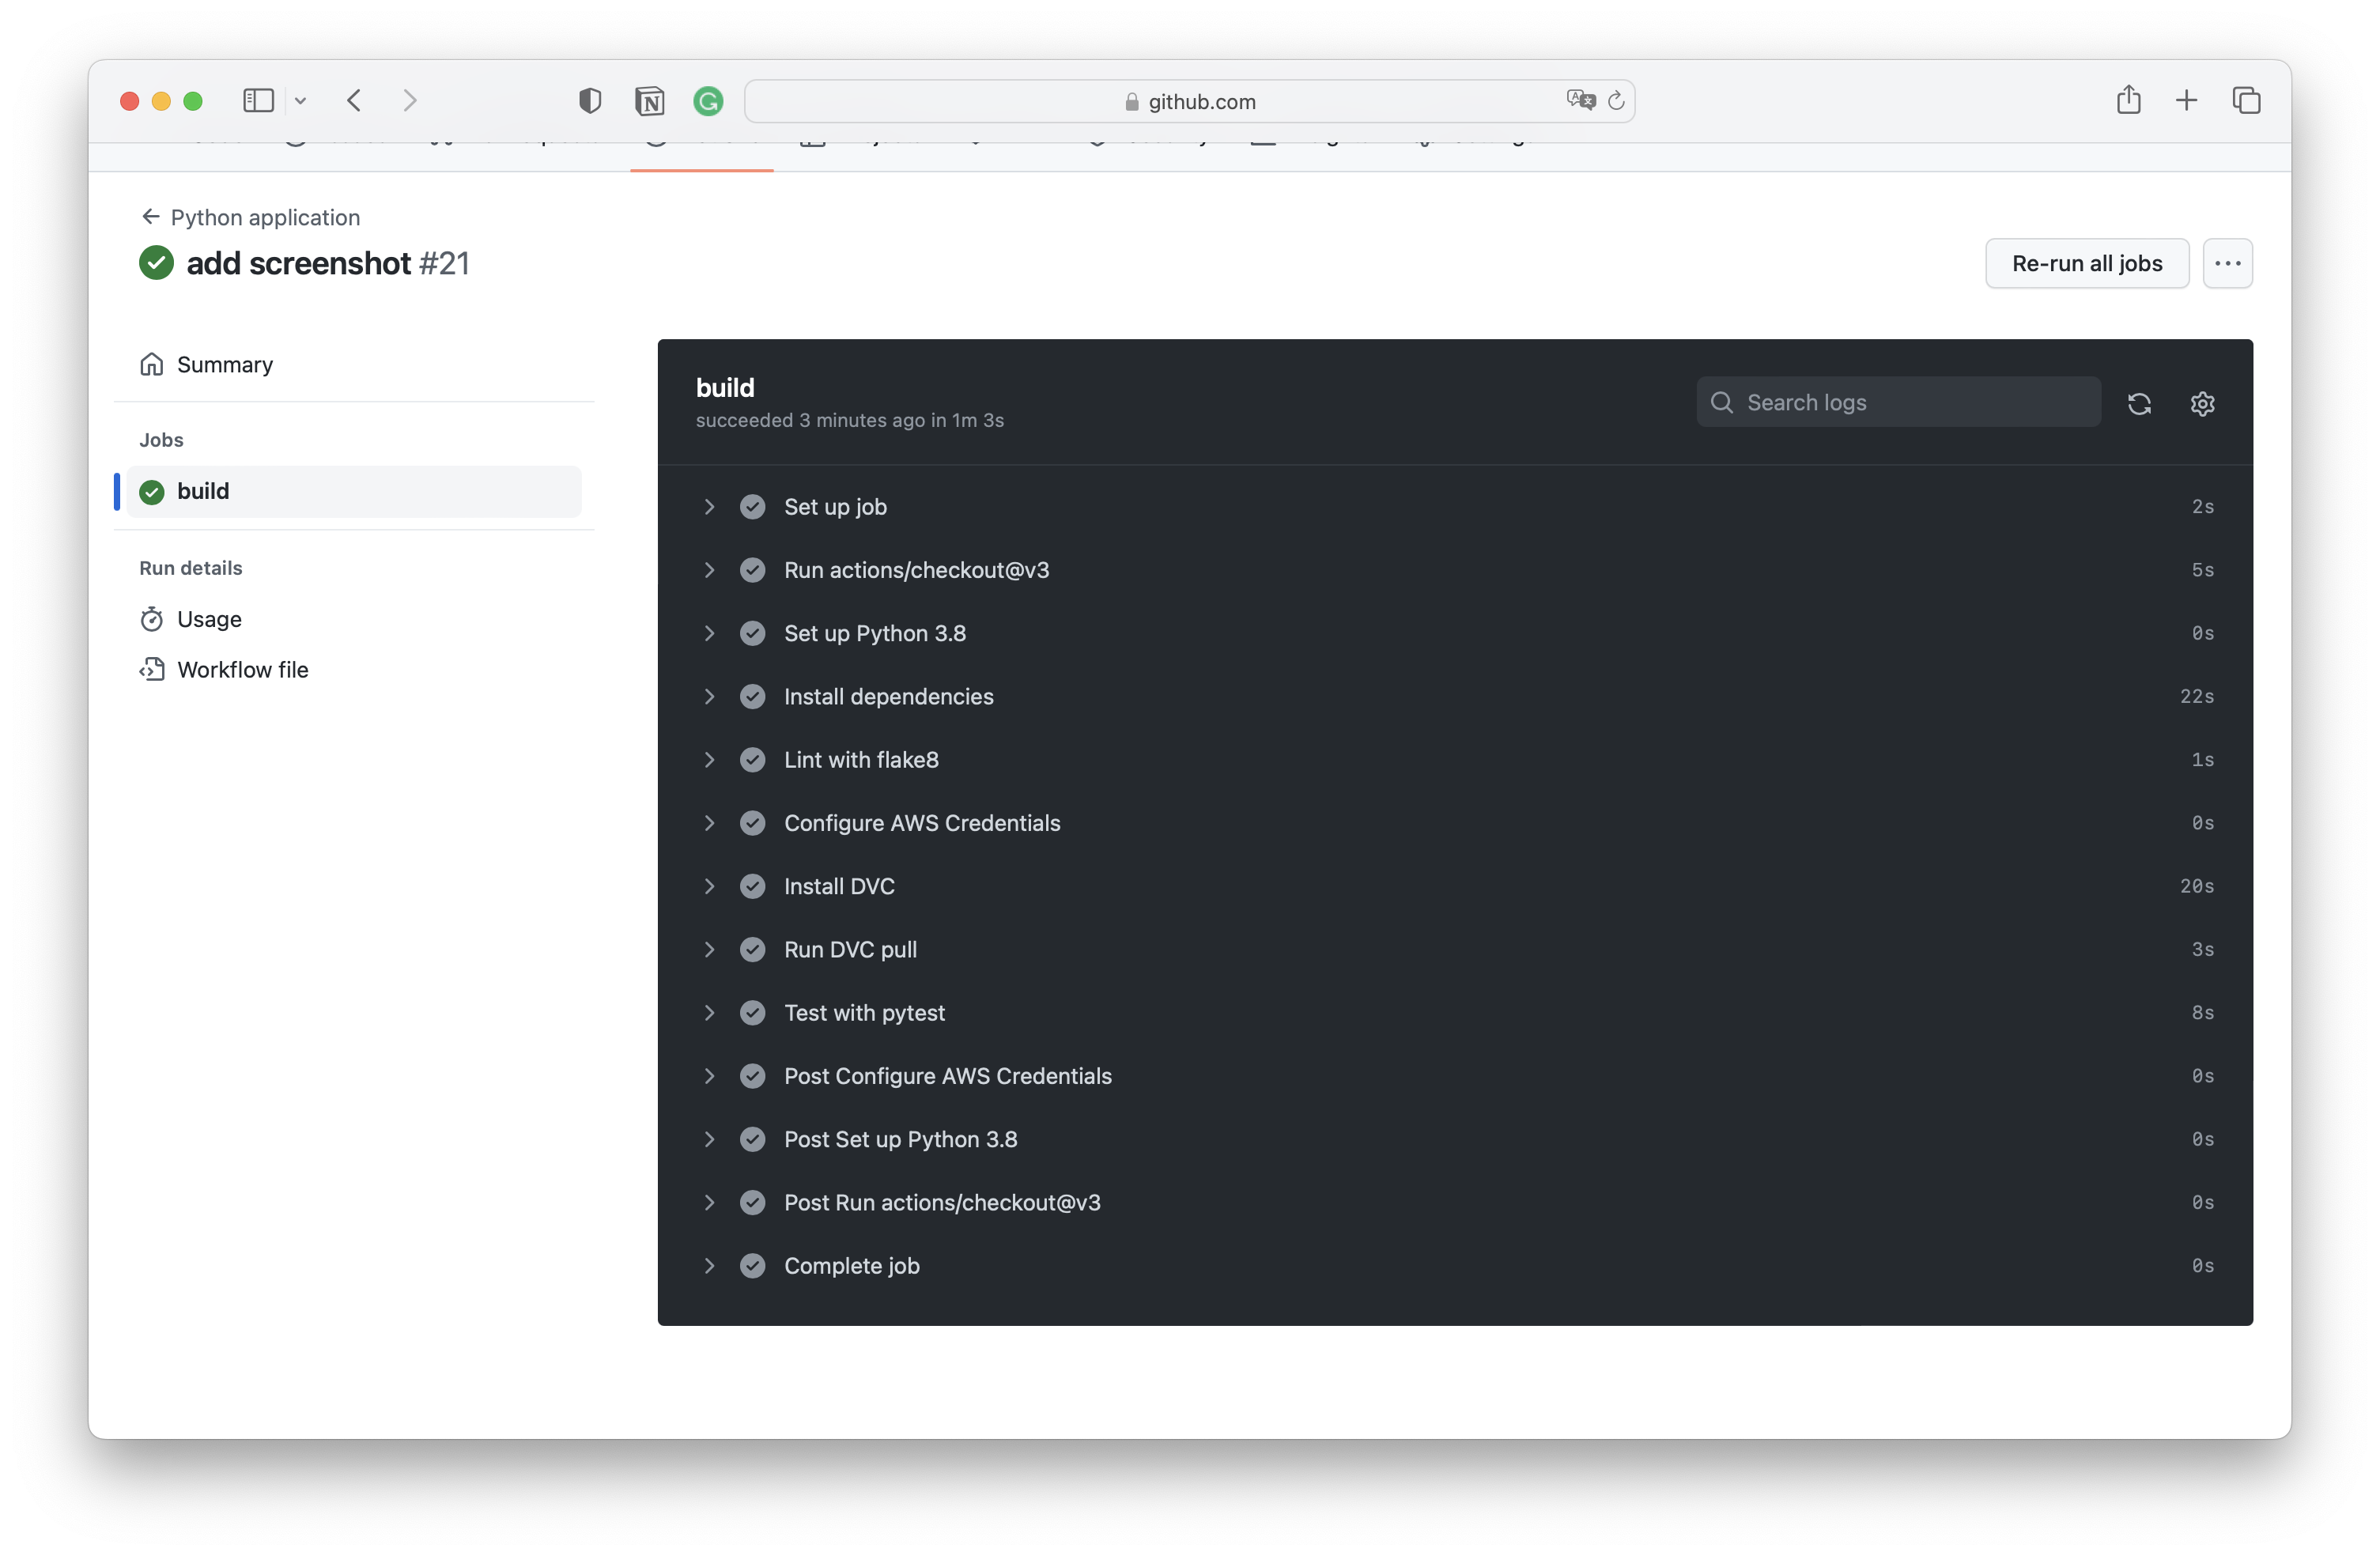 github.com
Python application
add screenshot #21
Re-run all jobs
Summary
Jobs
build
Run details
Usage
Workflow file
build
succeeded 3 minutes ago in 1m 3s
Search logs
Set up job 2s
Run actions/checkout@v3 5s
Set up Python 3.8 0s
Install dependencies 22s
Lint with flake8 1s
Configure AWS Credentials 0s
Install DVC 20s
Run DVC pull 3s
Test with pytest 8s
Post Configure AWS Credentials 0s
Post Set up Python 3.8 0s
Post Run actions/checkout@v3 0s
Complete job 0s